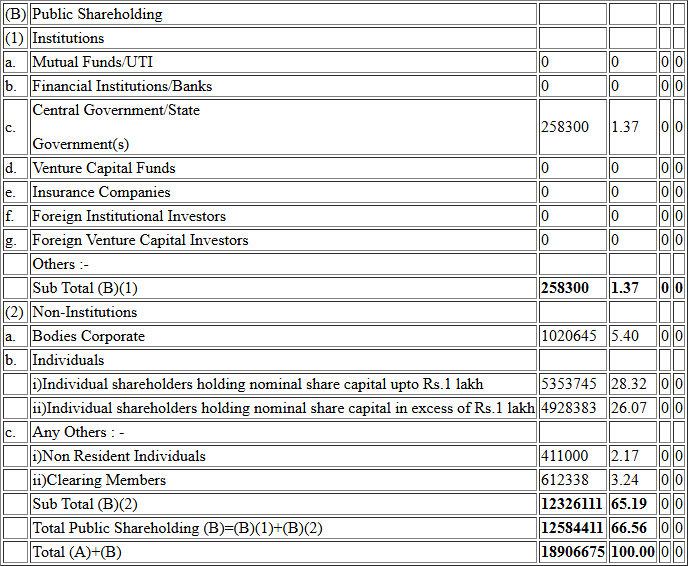 (B) Public Shareholding
(1) Institutions
a. Mutual Funds/UTI 0 0 0 0
b. Financial Institutions/Banks 0 0 0 0
c. Central Government/State
Government(s) 258300 1.37 0 0
d. Venture Capital Funds 0 0 0 0
e. Insurance Companies 0 0 0 0
f. Foreign Institutional Investors 0 0 0 0
g. Foreign Venture Capital Investors 0 0 0 0
Others :-
Sub Total (B)(1) 258300 1.37 0 0
(2) Non-Institutions
a. Bodies Corporate 1020645 5.40 0 0
b. Individuals
i)Individual shareholders holding nominal share capital upto Rs.1 lakh 5353745 28.32 0 0
ii)Individual shareholders holding nominal share capital in excess of Rs.1 lakh 4928383 26.07 0 0
c. Any Others : -
i)Non Resident Individuals 411000 2.17 0 0
ii)Clearing Members 612338 3.24 0 0
Sub Total (B)(2) 12326111 65.19 0 0
Total Public Shareholding (B)=(B)(1)+(B)(2) 12584411 66.56 0 0
Total (A)+(B) 18906675 100.00 0 0